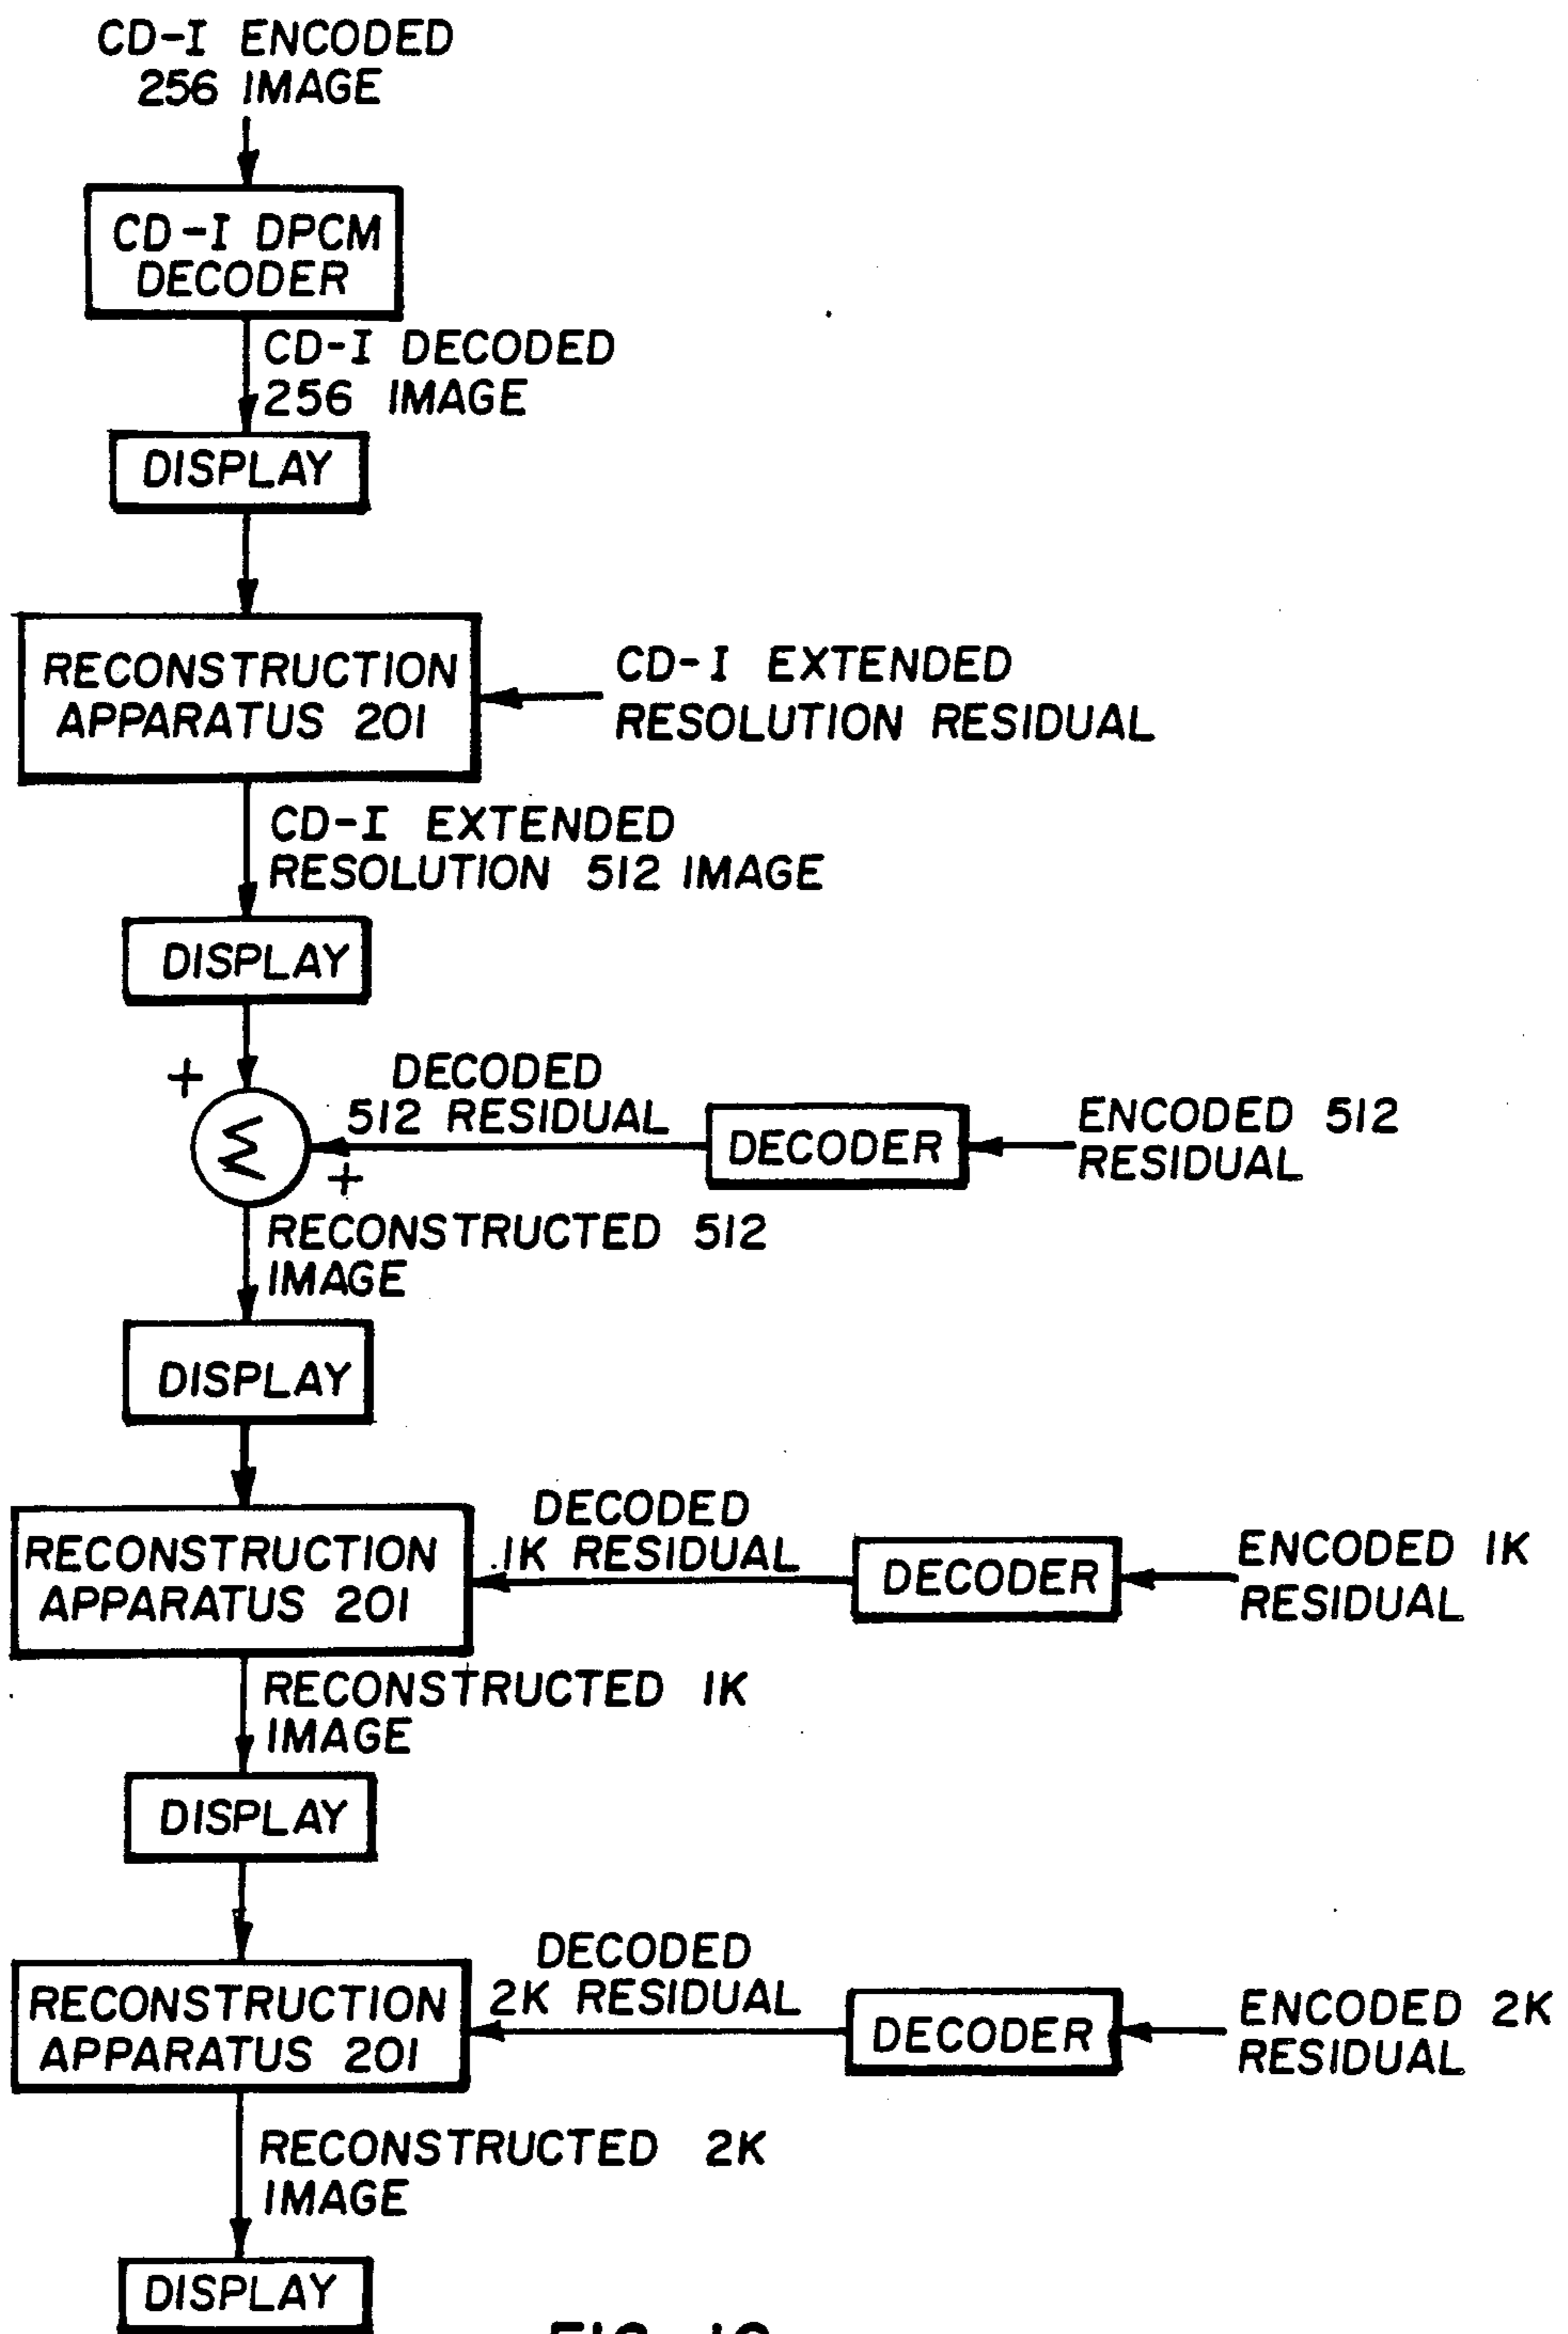 CD-I ENCODED
256 IMAGE
CD-I DPCM
DECODER
CD-I DECODED
256 IMAGE
DISPLAY
RECONSTRUCTION
APPARATUS 201
CD-I EXTENDED
RESOLUTION RESIDUAL
CD-I EXTENDED
RESOLUTION 512 IMAGE
DISPLAY
+
DECODED
512 RESIDUAL
DECODER
ENCODED 512
RESIDUAL
Σ
+
RECONSTRUCTED 512
IMAGE
DISPLAY
RECONSTRUCTION
APPARATUS 201
DECODED
1K RESIDUAL
DECODER
ENCODED 1K
RESIDUAL
RECONSTRUCTED 1K
IMAGE
DISPLAY
RECONSTRUCTION
APPARATUS 201
DECODED
2K RESIDUAL
DECODER
ENCODED 2K
RESIDUAL
RECONSTRUCTED 2K
IMAGE
DISPLAY
FIG.